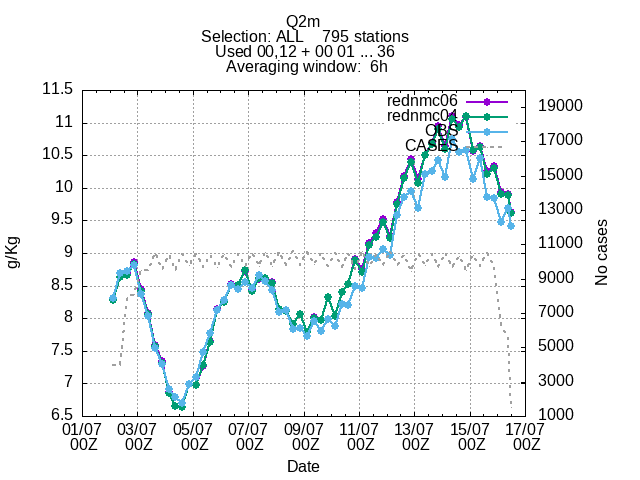 Q2m
Selection: ALL    795 stations
Used 00,12 + 00 01 ... 36
Averaging window:  6h
rednmc06
rednmc04
OBS
CASES
11.5
11
10.5
10
9.5
9
8.5
8
7.5
7
6.5
g/Kg
19000
17000
15000
13000
11000
9000
7000
5000
3000
1000
No cases
01/07 03/07 05/07 07/07 09/07 11/07 13/07 15/07 17/07
00Z 00Z 00Z 00Z 00Z 00Z 00Z 00Z 00Z
Date